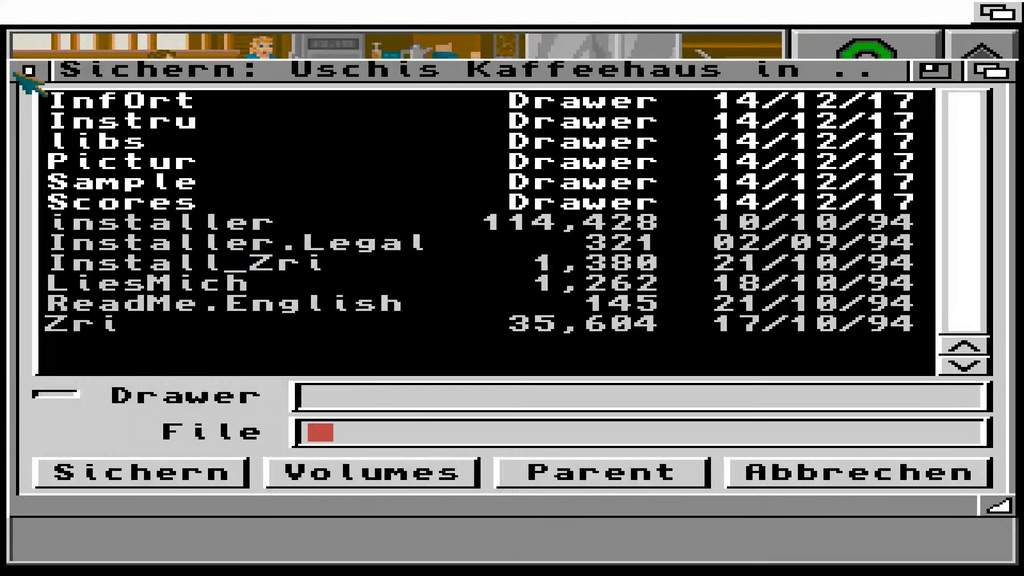 Sichern: Uschis Kaffeehaus in ..
InfOrt Drawer 14/12/17
Instru Drawer 14/12/17
libs Drawer 14/12/17
Pictur Drawer 14/12/17
Sample Drawer 14/12/17
Scores Drawer 14/12/17
installer 114,428 10/10/94
Installer.Legal 321 02/09/94
Install_Zri 1,380 21/10/94
LiesMich 1,262 18/10/94
ReadMe.English 145 21/10/94
Zri 35,604 17/10/94
Drawer
File
Sichern Volumes Parent Abbrechen